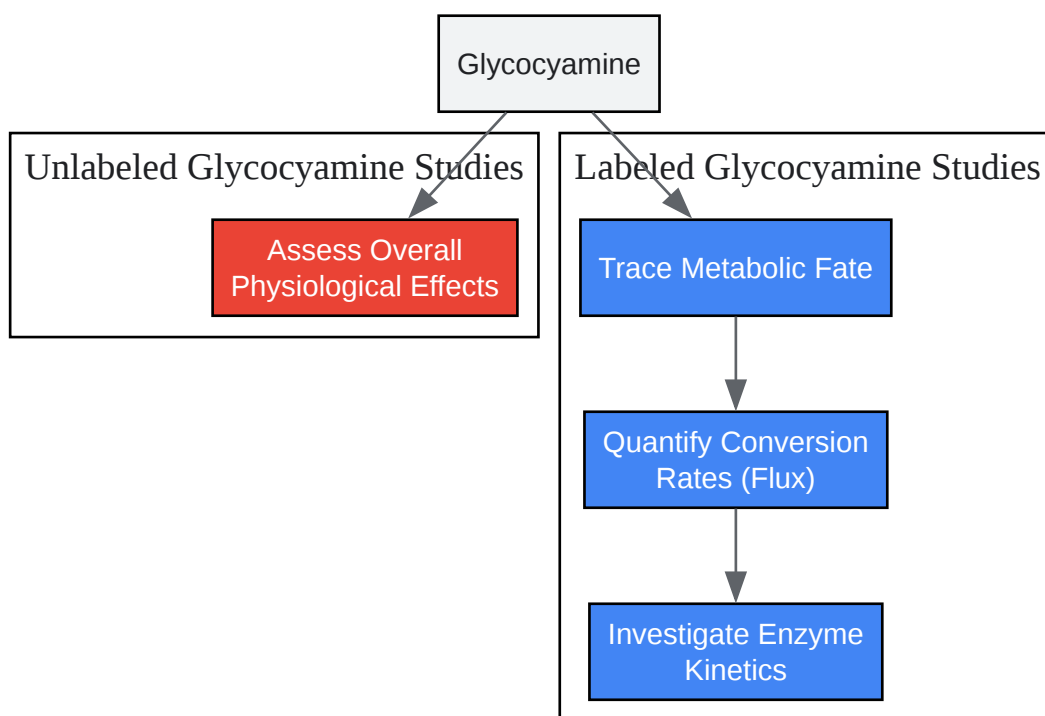 Glycocyamine
Unlabeled Glycocyamine Studies
Assess Overall
Physiological Effects
Labeled Glycocyamine Studies
Trace Metabolic Fate
Quantify Conversion
Rates (Flux)
Investigate Enzyme
Kinetics